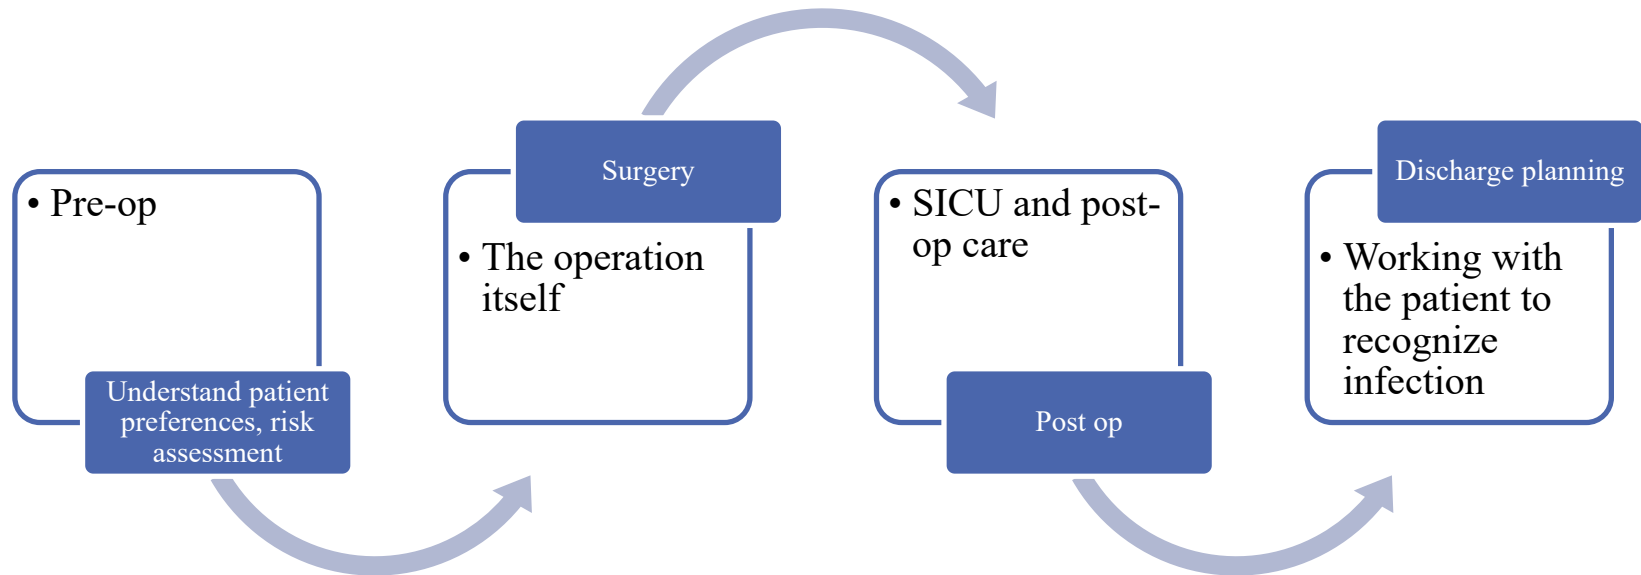 • Pre-op
Understand patient
preferences, risk
assessment
Surgery
• The operation
itself
• SICU and post-
op care
Post op
Discharge planning
• Working with
the patient to
recognize
infection